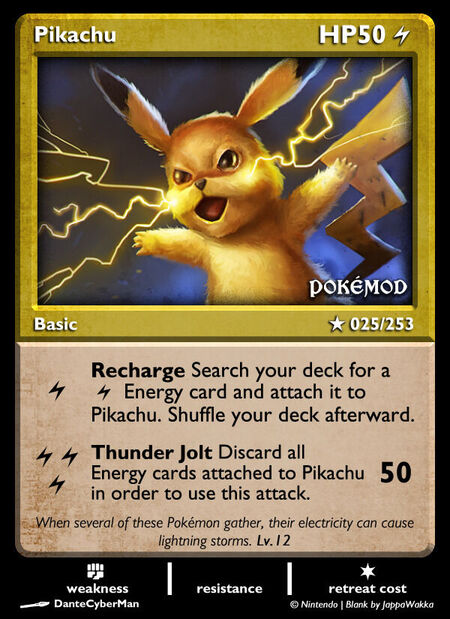 Pikachu HP50
POKÉMOD
Basic ★ 025/253
Recharge Search your deck for a
Energy card and attach it to
Pikachu. Shuffle your deck afterward.
Thunder Jolt Discard all
Energy cards attached to Pikachu 50
in order to use this attack.
When several of these Pokémon gather, their electricity can cause
lightning storms. Lv.12
weakness resistance retreat cost
DanteCyberMan © Nintendo | Blank by JappaWakka